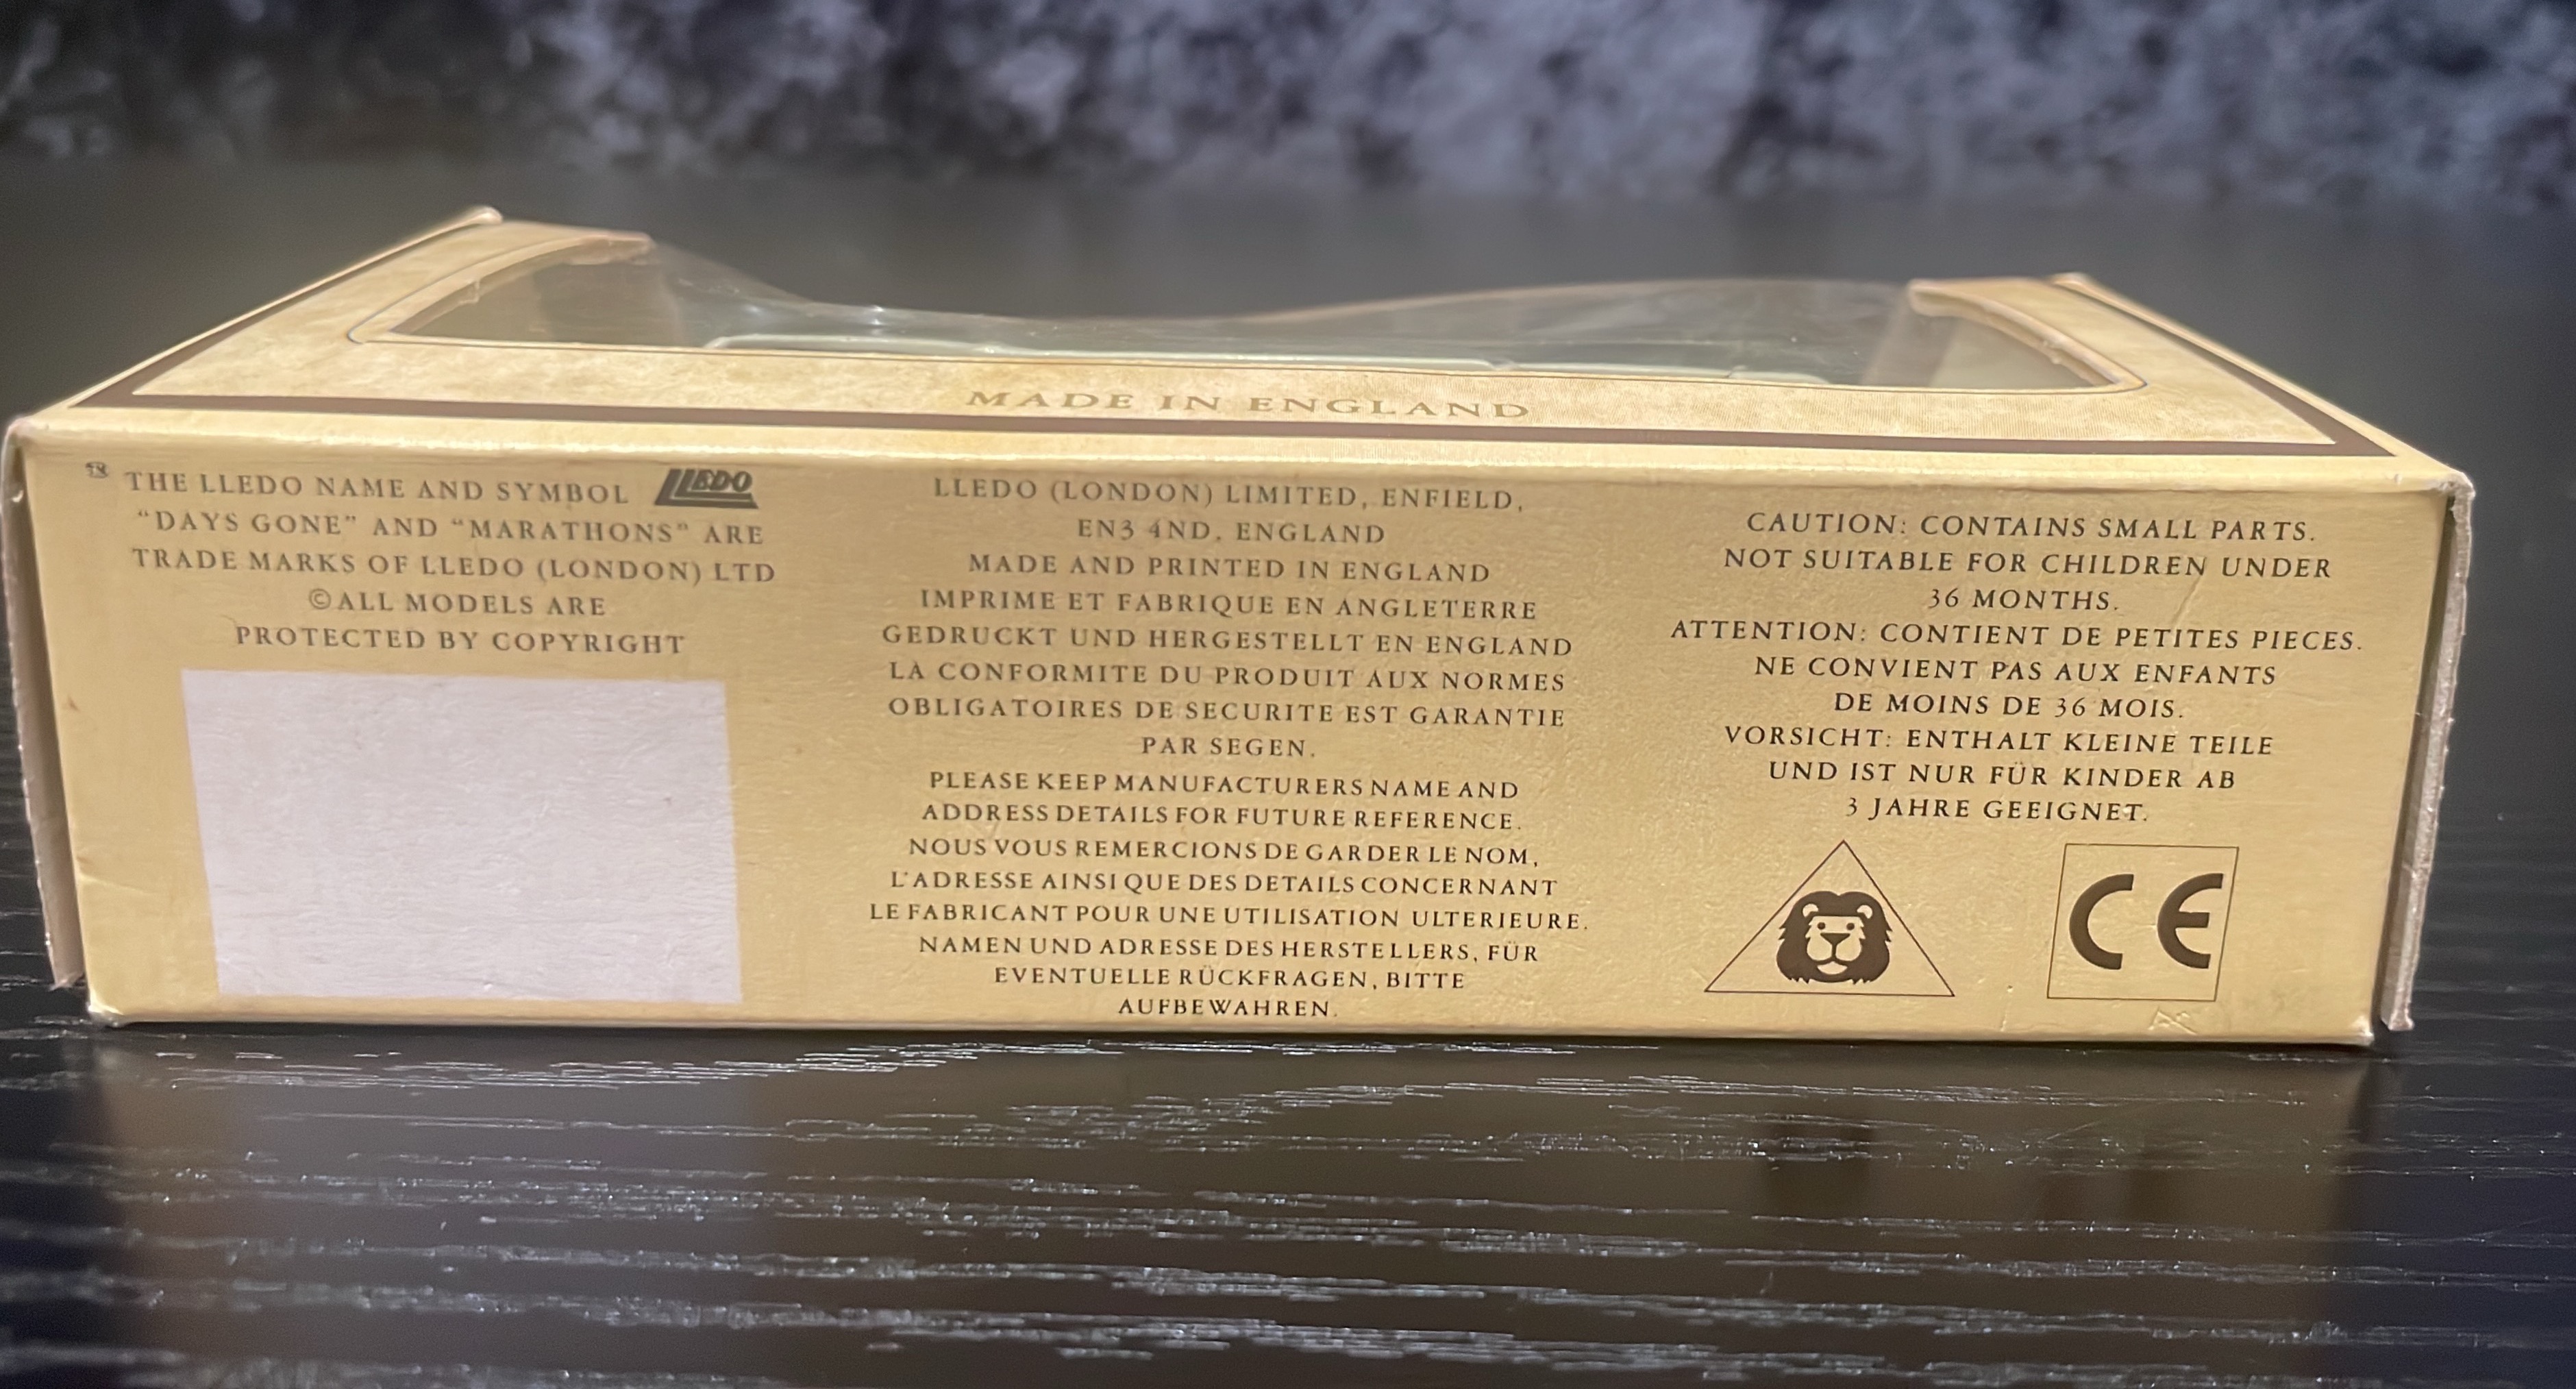 MADE IN ENGLAND
™ THE LLEDO NAME AND SYMBOL LLEDO
"DAYS GONE" AND "MARATHONS" ARE
TRADE MARKS OF LLEDO (LONDON) LTD
©ALL MODELS ARE
PROTECTED BY COPYRIGHT
LLEDO (LONDON) LIMITED, ENFIELD,
EN3 4ND, ENGLAND
MADE AND PRINTED IN ENGLAND
IMPRIME ET FABRIQUE EN ANGLETERRE
GEDRUCKT UND HERGESTELLT EN ENGLAND
LA CONFORMITE DU PRODUIT AUX NORMES
OBLIGATOIRES DE SECURITE EST GARANTIE
PAR SEGEN.
PLEASE KEEP MANUFACTURERS NAME AND
ADDRESS DETAILS FOR FUTURE REFERENCE.
NOUS VOUS REMERCIONS DE GARDER LE NOM,
L'ADRESSE AINSI QUE DES DETAILS CONCERNANT
LE FABRICANT POUR UNE UTILISATION ULTERIEURE.
NAMEN UND ADRESSE DES HERSTELLERS, FÜR
EVENTUELLE RÜCKFRAGEN, BITTE
AUFBEWAHREN.
CAUTION: CONTAINS SMALL PARTS.
NOT SUITABLE FOR CHILDREN UNDER
36 MONTHS.
ATTENTION: CONTIENT DE PETITES PIECES.
NE CONVIENT PAS AUX ENFANTS
DE MOINS DE 36 MOIS.
VORSICHT: ENTHALT KLEINE TEILE
UND IST NUR FÜR KINDER AB
3 JAHRE GEEIGNET.
CE